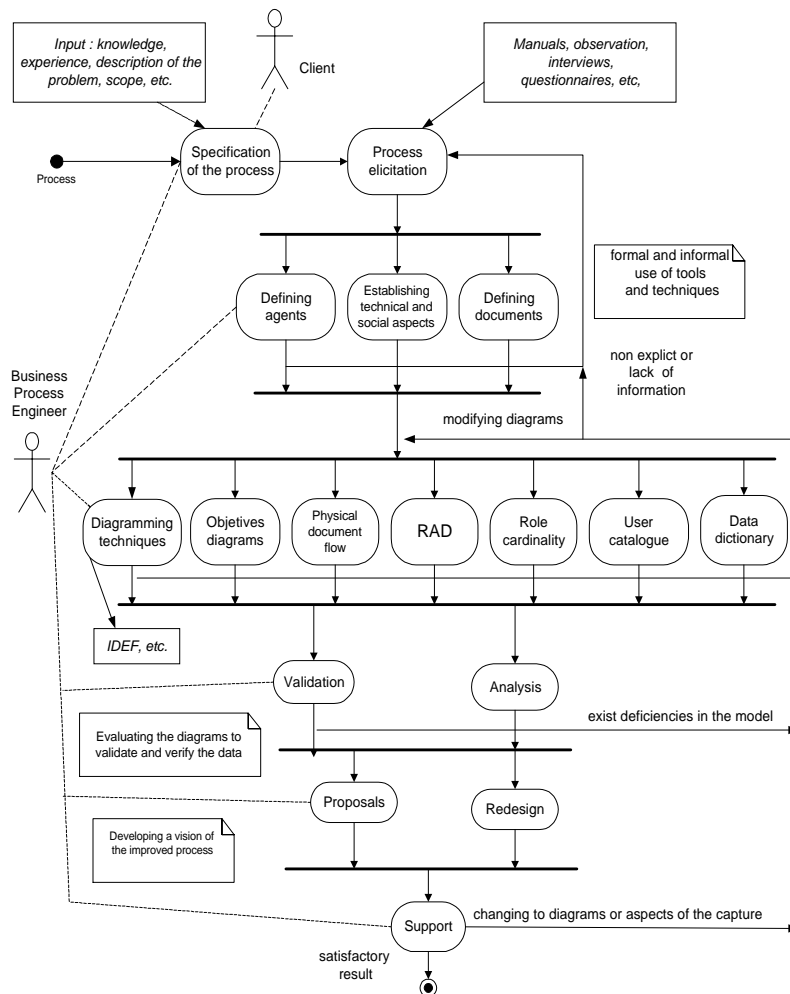 Input : knowledge,
experience, description of the
problem, scope, etc.
Client
Manuals, observation,
interviews,
questionnaires, etc,
Specification
of the process
Process
elicitation
Process
formal and informal
use of tools
and techniques
Defining
agents
Establishing
technical and
social aspects
Defining
documents
non explict or
lack of
information
Business
Process
Engineer
modifying diagrams
Diagramming
techniques
Objetives
diagrams
Physical
document
flow
RAD
Role
cardinality
User
catalogue
Data
dictionary
IDEF, etc.
Validation
Analysis
exist deficiencies in the model
Evaluating the diagrams to
validate and verify the data
Proposals
Redesign
Developing a vision of
the improved process
Support
changing to diagrams or aspects of the capture
satisfactory
result